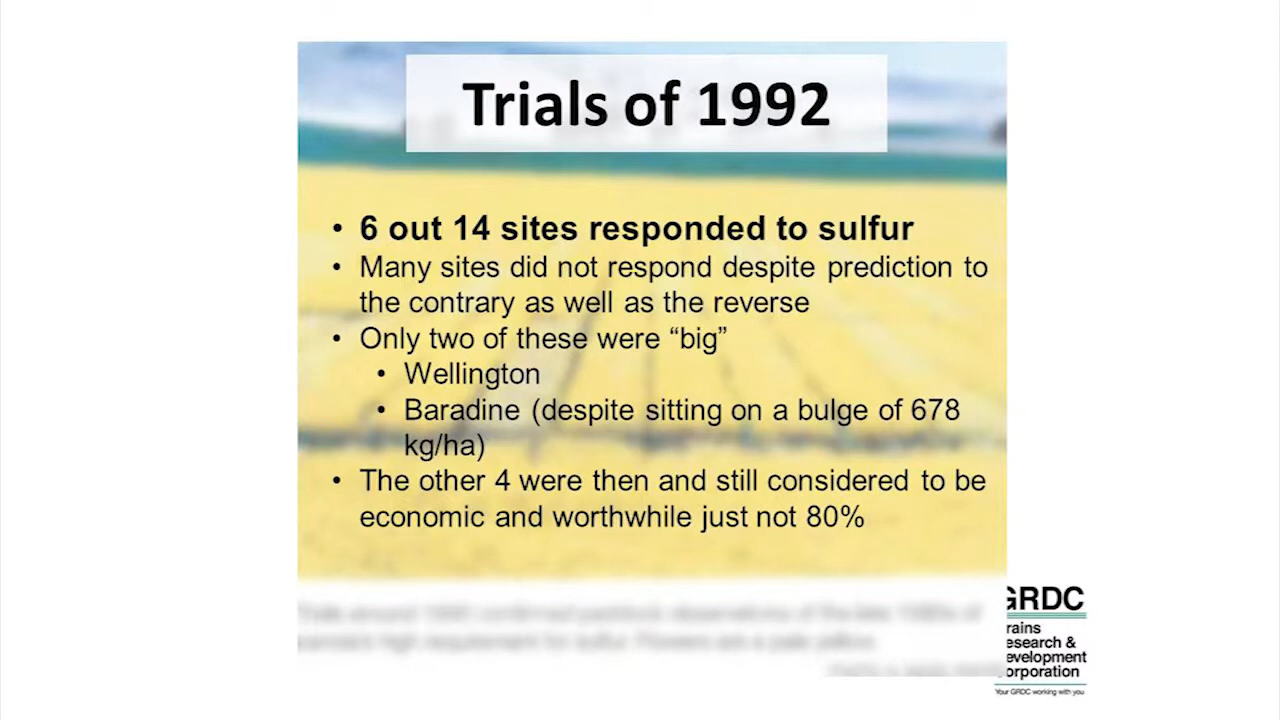 Trials of 1992
• 6 out 14 sites responded to sulfur
• Many sites did not respond despite prediction to
the contrary as well as the reverse
• Only two of these were “big”
• Wellington
• Baradine (despite sitting on a bulge of 678
kg/ha)
• The other 4 were then and still considered to be
economic and worthwhile just not 80%
GRDC
rains
esearch &
evelopment
orporation
Your GRDC working with you